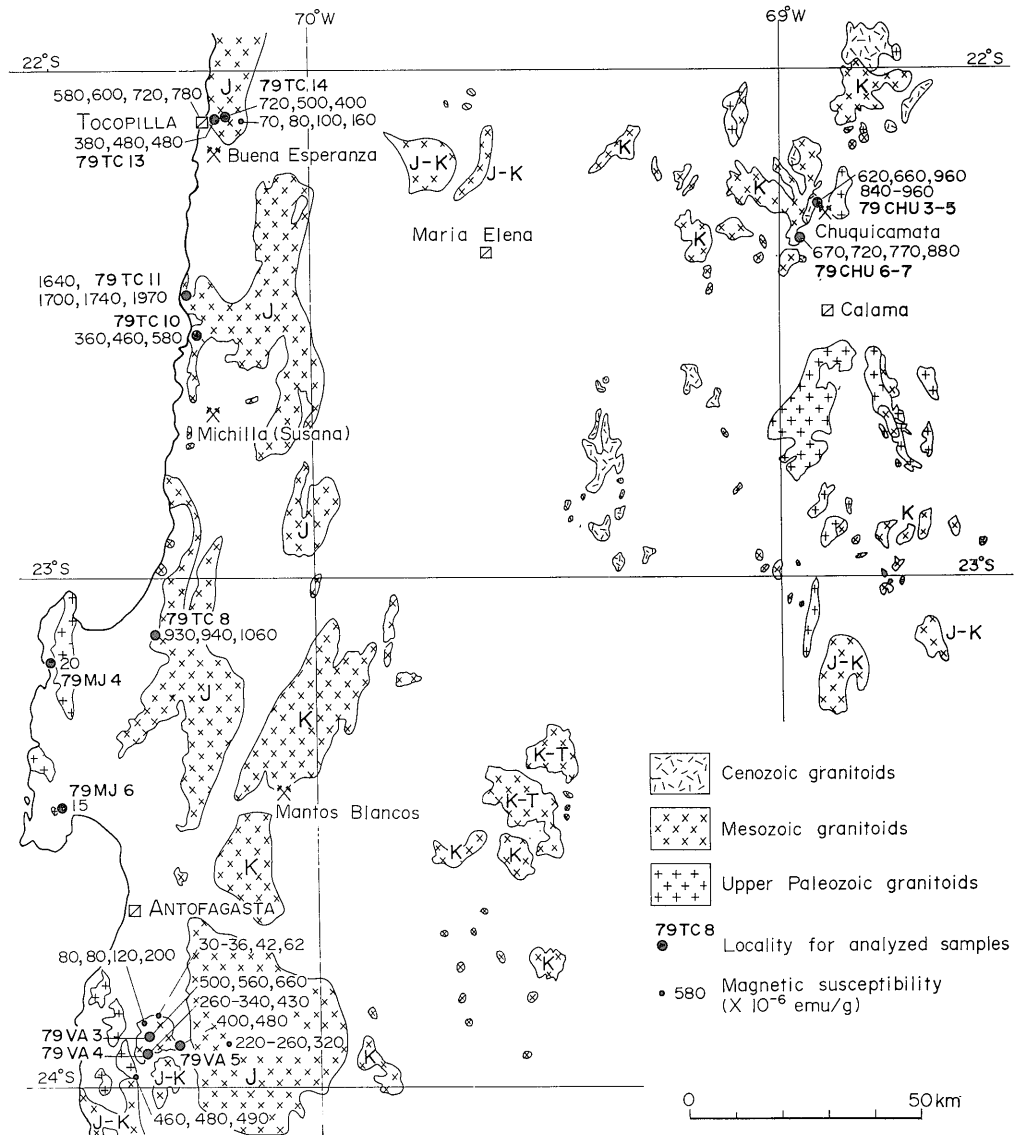 70°W
69°W
22°S
22°S
J
79TC 14
580,600,720,780
720,500,400
TOCOPILLA
70,80,100,160
380,480,480
79TC 13
Buena Esperanza
K
J-K
J-K
K
K
620,660,960
840-960
79 CHU 3-5
Maria Elena
K
Chuquicamata
670,720,770,880
79CHU 6-7
1640, 79TC 11
1700,1740,1970
J
79TC 10
360,460,580
Calama
Michilla (Susana)
J
K
23°S
23°S
79TC 8
930,940,1060
20
79MJ 4
J
K
J-K
J-K
79MJ 6
15
Mantos Blancos
K-T
K-T
K
K
K
Cenozoic granitoids
Mesozoic granitoids
Upper Paleozoic granitoids
79TC 8
Locality for analyzed samples
580
Magnetic susceptibility
(X 10⁻⁶ emu/g)
ANTOFAGASTA
30-36,42,62
80,80,120,200
500,560,660
260-340,430
400,480
K
79VA 3
79VA 4
79VA 5
220-260,320
J-K
J
K
24°S
J-K
460,480,490
0
50km